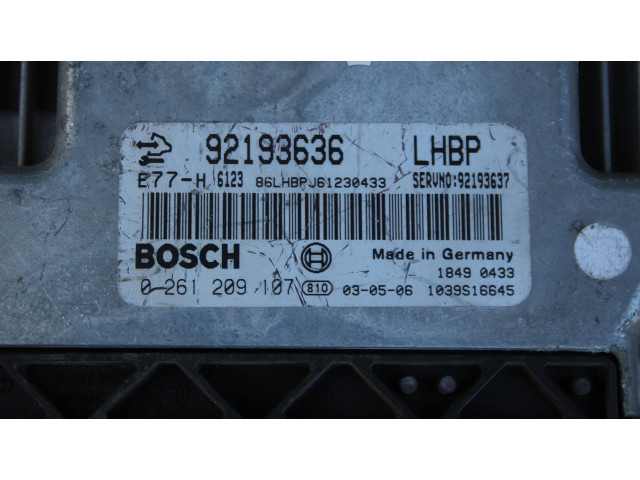 92193636 LHBP
E77-H 6123 86LHBPJ61230433 SERVNO:92193637
BOSCH Made in Germany
1849 0433
0 261 209 107 810 03-05-06 1039S16645